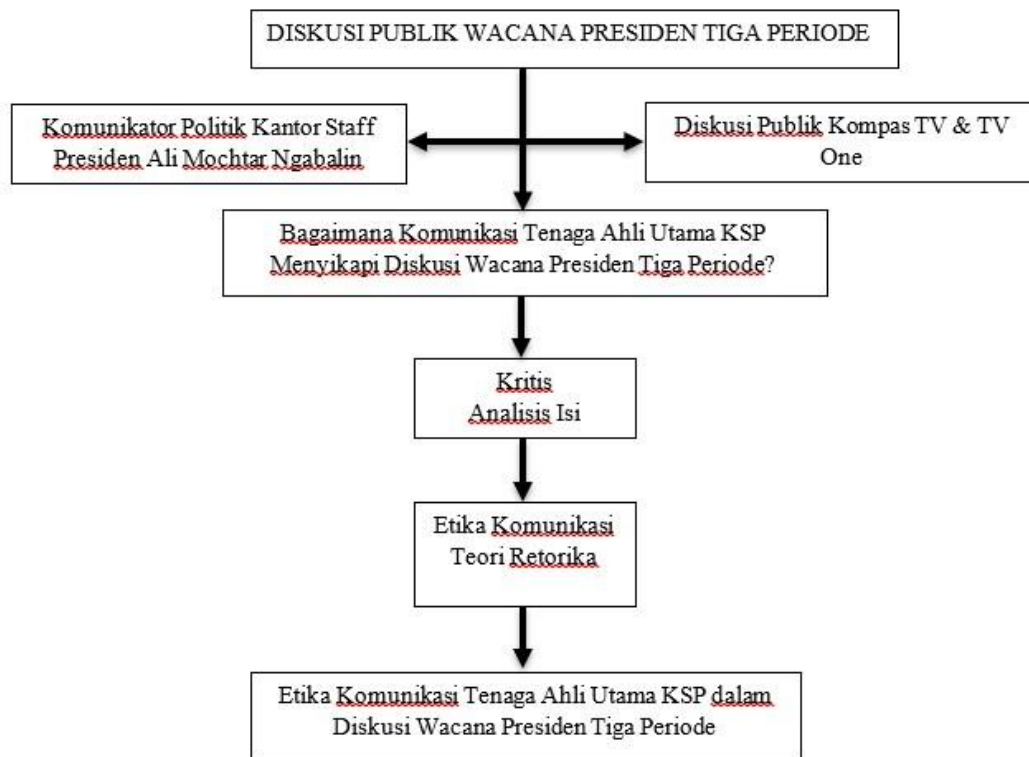 DISKUSI PUBLIK WACANA PRESIDEN TIGA PERIODE
Komunikator Politik Kantor Staff
Presiden Ali Mochtar Ngabalin
Diskusi Publik Kompas TV & TV
One
Bagaimana Komunikasi Tenaga Ahli Utama KSP
Menyikapi Diskusi Wacana Presiden Tiga Periode?
Kritis
Analisis Isi
Etika Komunikasi
Teori Retorika
Etika Komunikasi Tenaga Ahli Utama KSP dalam
Diskusi Wacana Presiden Tiga Periode